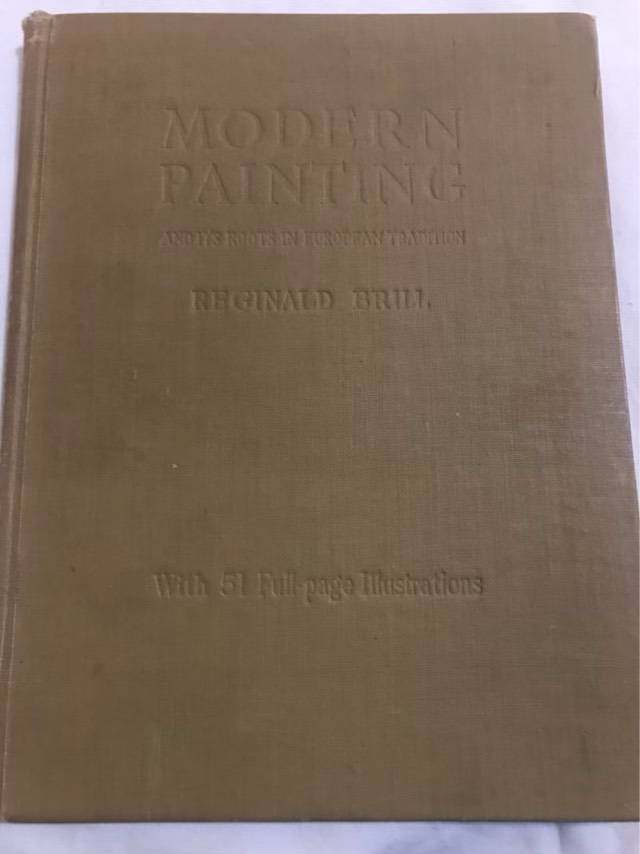 MODERN
PAINTING
AND ITS ROOTS IN EUROPEAN TRADITION
REGINALD BRILL
With 51 Full-page Illustrations